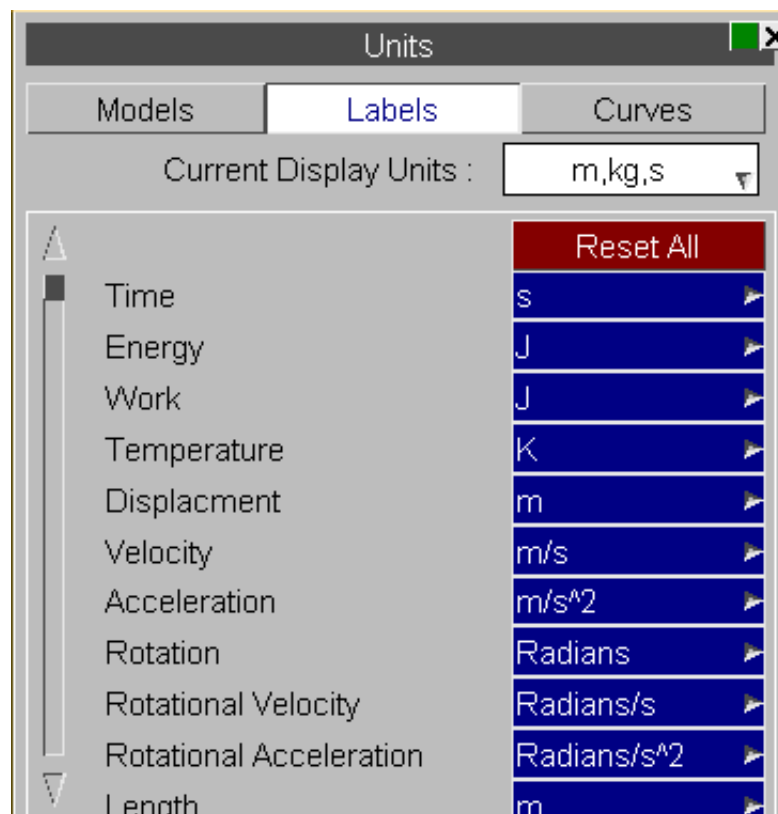 Units
Models Labels Curves
Current Display Units : m,kg,s
Reset All
Time s
Energy J
Work J
Temperature K
Displacment m
Velocity m/s
Acceleration m/s^2
Rotation Radians
Rotational Velocity Radians/s
Rotational Acceleration Radians/s^2
Length m